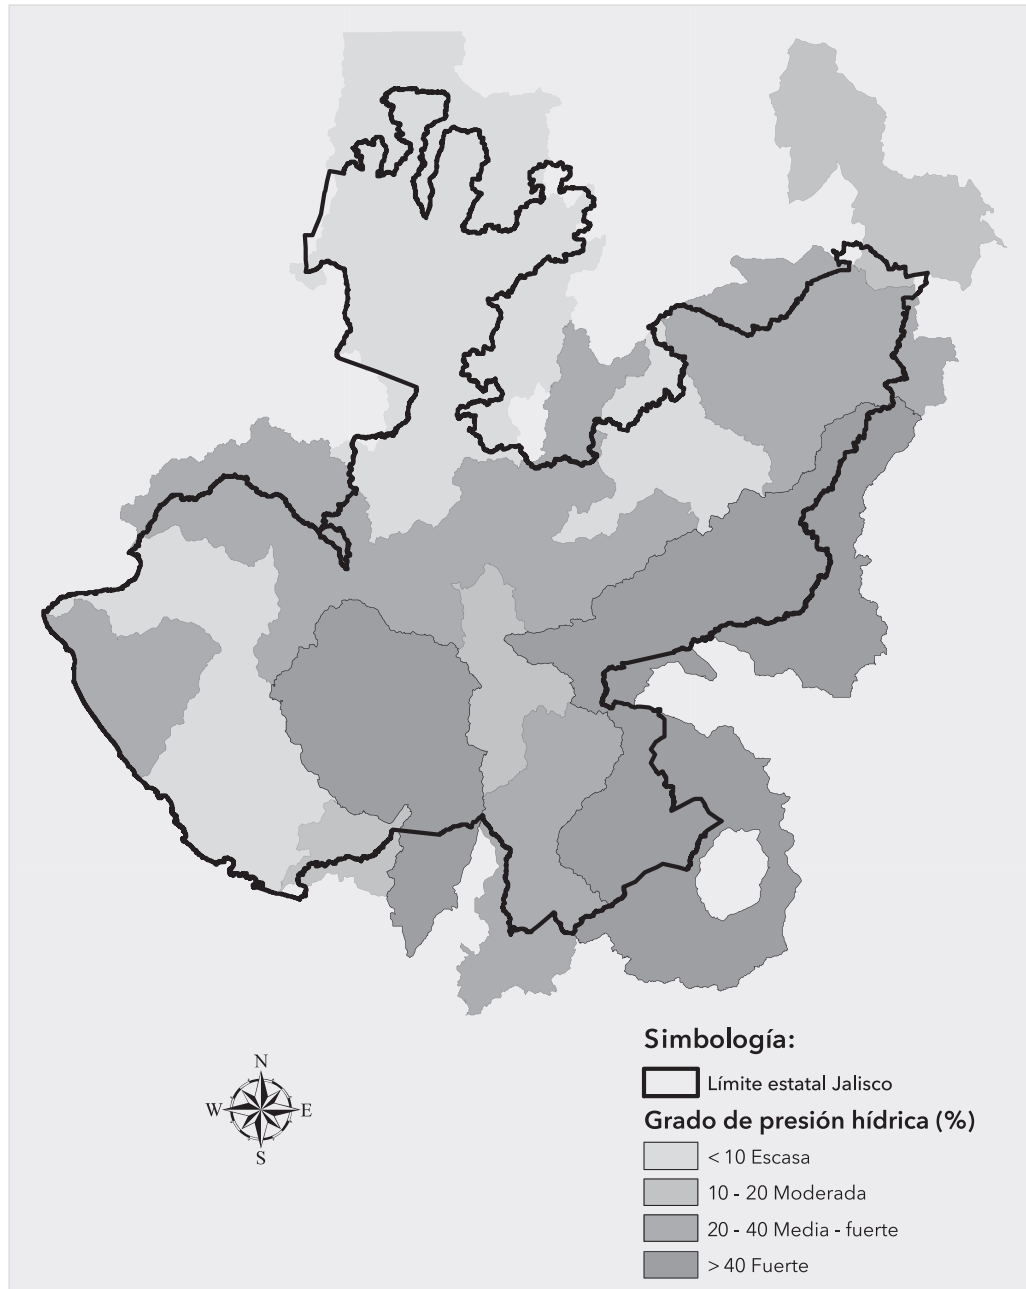 N
W E
S
Simbología:
Límite estatal Jalisco
Grado de presión hídrica (%)
< 10 Escasa
10 - 20 Moderada
20 - 40 Media - fuerte
> 40 Fuerte